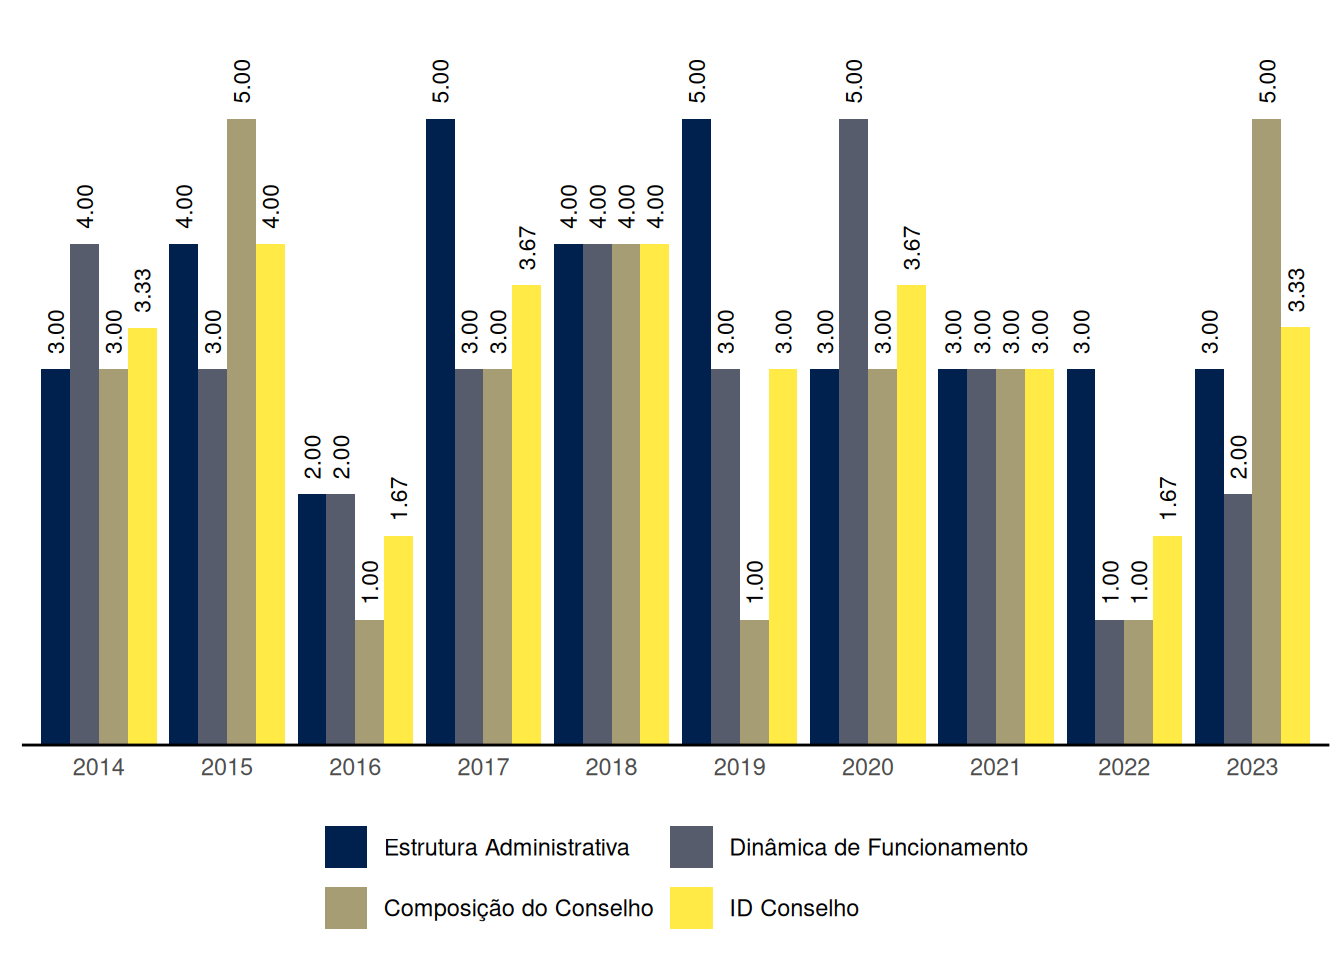 3.00 4.00 3.00 3.33 4.00 3.00 5.00 4.00 2.00 2.00 1.00 1.67 5.00 3.00 3.00 3.67 4.00 4.00 4.00 4.00 5.00 3.00 1.00 3.00 3.00 5.00 3.00 3.67 3.00 3.00 3.00 3.00 3.00 1.00 1.00 1.67 3.00 2.00 5.00 3.33
2014 2015 2016 2017 2018 2019 2020 2021 2022 2023
Estrutura Administrativa Dinâmica de Funcionamento
Composição do Conselho ID Conselho